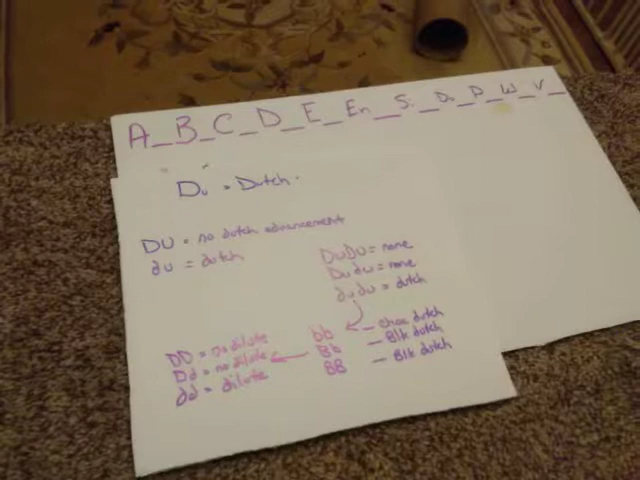 A_B_C_D_E_En_Si_Du_P_W_V_
Du = Dutch
DU = no dutch advancement
du = dutch
DuDu = none
Dudu = none
dudu = dutch
bb - Choc dutch
Bb - Blk dutch
BB - Blk dutch
DD = no dilute
Dd = no dilute
dd = dilute